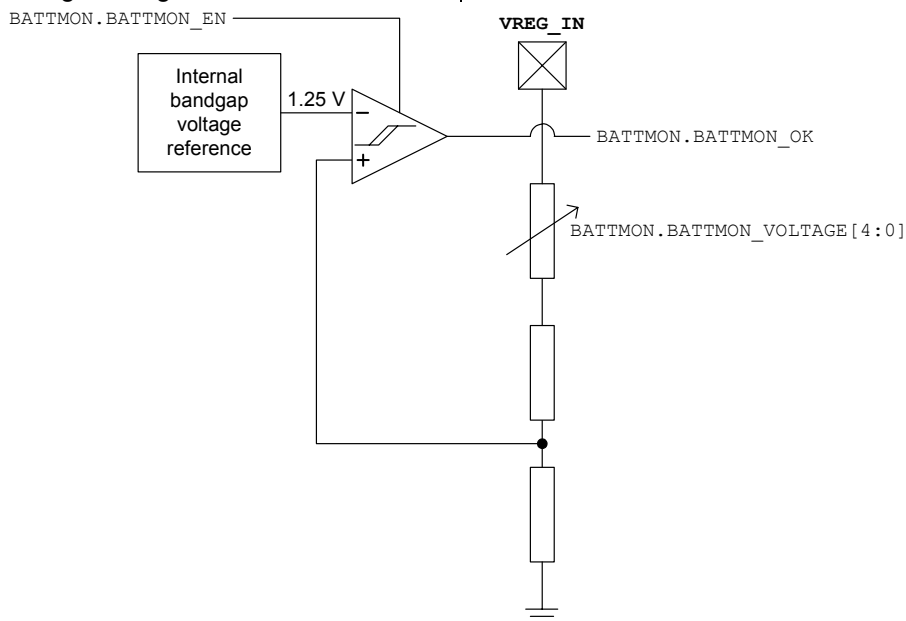 BATTMON.BATTMON_EN
VREG_IN
Internal
bandgap
voltage
reference
1.25 V
BATTMON.BATTMON_OK
BATTMON.BATTMON_VOLTAGE[4:0]